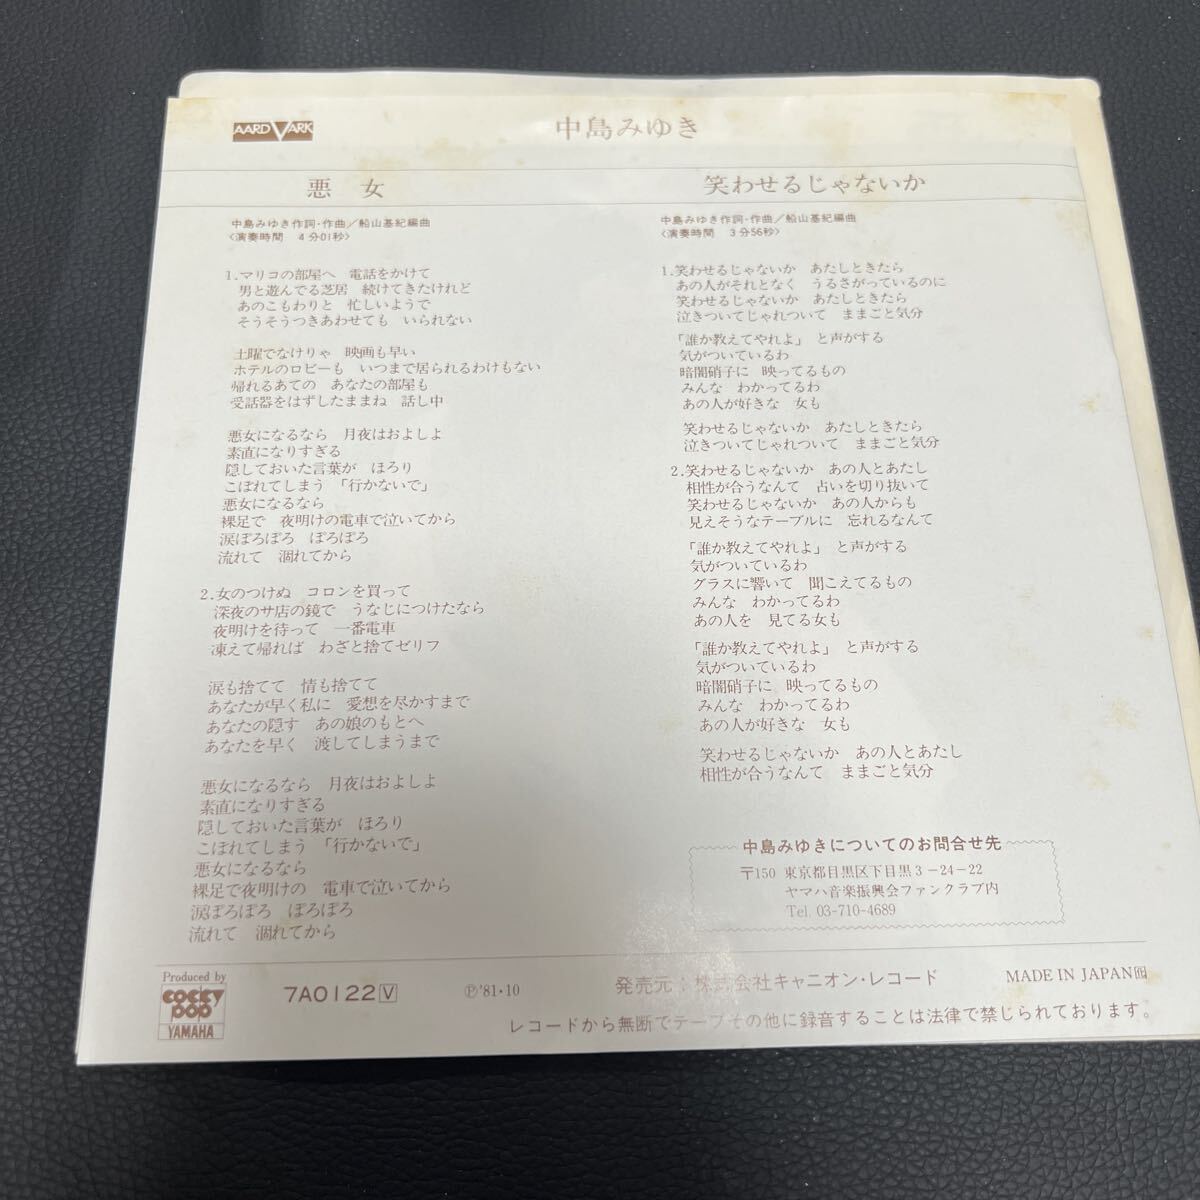 AARD VARK
中島みゆき
悪 女
中島みゆき作詞・作曲／船山基紀編曲
〈演奏時間　4分01秒〉
1.マリコの部屋へ　電話をかけて
男と遊んでる芝居　続けてきたけれど
あのこもわりと　忙しいようで
そうそうつきあわせても　いられない
土曜でなけりゃ　映画も早い
ホテルのロビーも　いつまで居られるわけもない
帰れるあての　あなたの部屋も
受話器をはずしたままね　話し中
悪女になるなら　月夜はおよしよ
素直になりすぎる
隠しておいた言葉が　ほろり
こぼれてしまう　「行かないで」
悪女になるなら
裸足で　夜明けの電車で泣いてから
涙ぽろぽろ　ぽろぽろ
流れて　涸れてから
2.女のつけぬ　コロンを買って
深夜のサ店の鏡で　うなじにつけたなら
夜明けを待って　一番電車
凍えて帰れば　わざと捨てゼリフ
涙も捨てて　情も捨てて
あなたが早く私に　愛想を尽かすまで
あなたの隠す　あの娘のもとへ
あなたを早く　渡してしまうまで
悪女になるなら　月夜はおよしよ
素直になりすぎる
隠しておいた言葉が　ほろり
こぼれてしまう　「行かないで」
悪女になるなら
裸足で夜明けの　電車で泣いてから
涙ぽろぽろ　ぽろぽろ
流れて　涸れてから
笑わせるじゃないか
中島みゆき作詞・作曲／船山基紀編曲
〈演奏時間　3分56秒〉
1.笑わせるじゃないか　あたしときたら
あの人がそれとなく　うるさがっているのに
笑わせるじゃないか　あたしときたら
泣きついてじゃれついて　ままごと気分
「誰か教えてやれよ」と声がする
気がついているわ
暗闇硝子に　映ってるもの
みんな　わかってるわ
あの人が好きな　女も
笑わせるじゃないか　あたしときたら
泣きついてじゃれついて　ままごと気分
2.笑わせるじゃないか　あの人とあたし
相性が合うなんて　占いを切り抜いて
笑わせるじゃないか　あの人からも
見えそうなテーブルに　忘れるなんて
「誰か教えてやれよ」と声がする
気がついているわ
グラスに響いて　聞こえてるもの
みんな　わかってるわ
あの人を　見てる女も
「誰か教えてやれよ」と声がする
気がついているわ
暗闇硝子に　映ってるもの
みんな　わかってるわ
あの人が好きな　女も
笑わせるじゃないか　あの人とあたし
相性が合うなんて　ままごと気分
中島みゆきについてのお問合せ先
〒150 東京都目黒区下目黒3－24－22
ヤマハ音楽振興会ファンクラブ内
Tel. 03-710-4689
Produced by
cocky pop
YAMAHA
7A0122 V
Ⓟ'81・10
発売元：株式会社キャニオン・レコード
MADE IN JAPAN
レコードから無断でテープその他に録音することは法律で禁じられております。